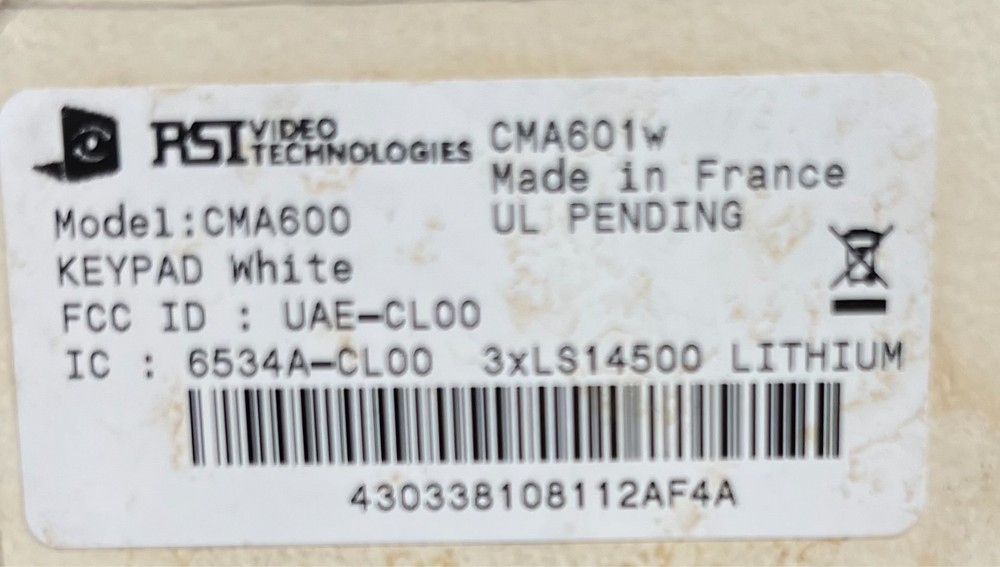 RSI VIDEO TECHNOLOGIES
CMA601w
Made in France
UL PENDING
Model:CMA600
KEYPAD White
FCC ID : UAE-CL00
IC : 6534A-CL00 3xLS14500 LITHIUM
430338108112AF4A